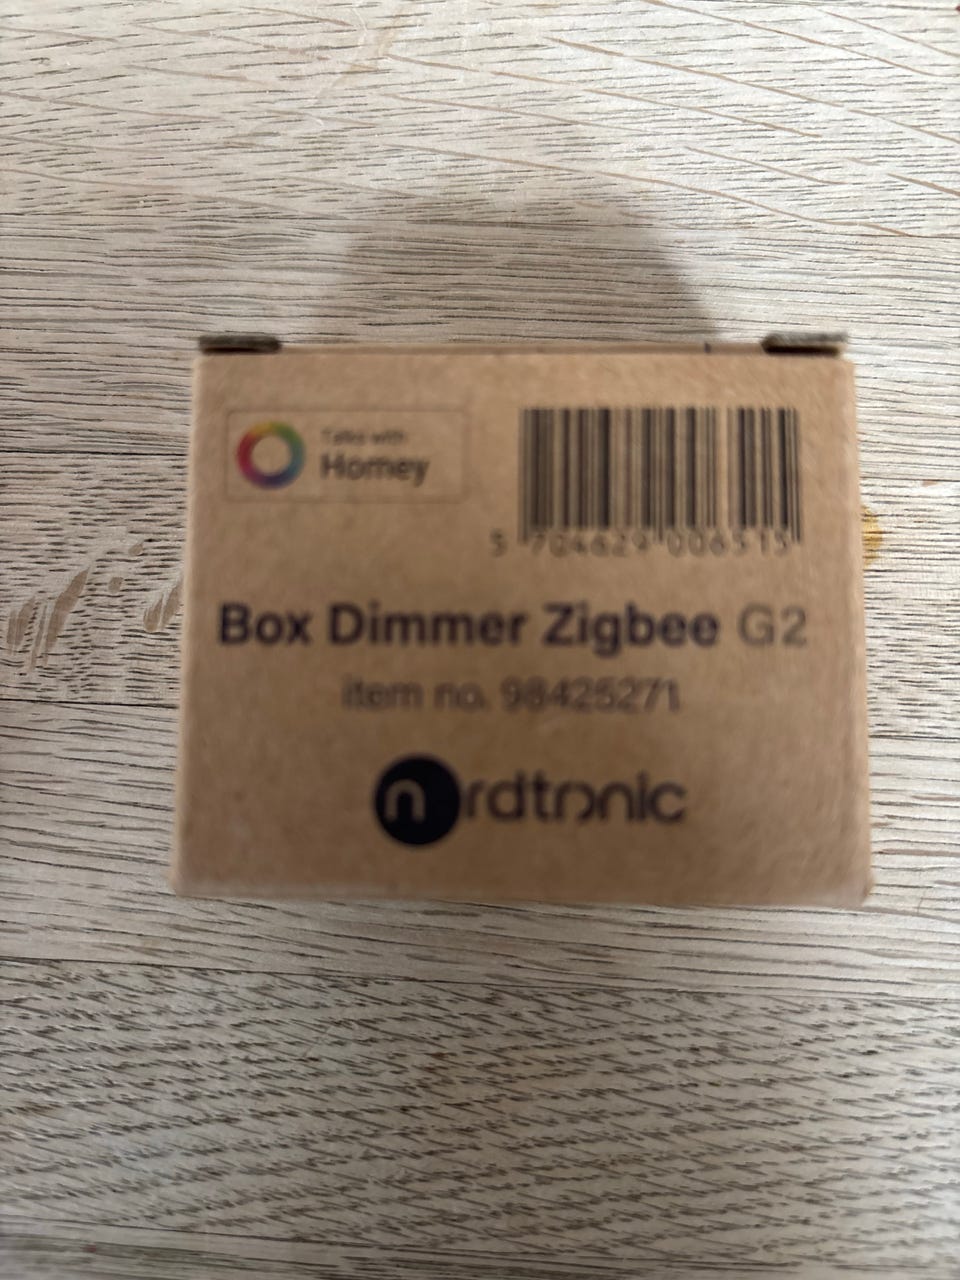 Talks with
Homey
5 704629 006515
Box Dimmer Zigbee G2
item no. 98425271
nordtronic